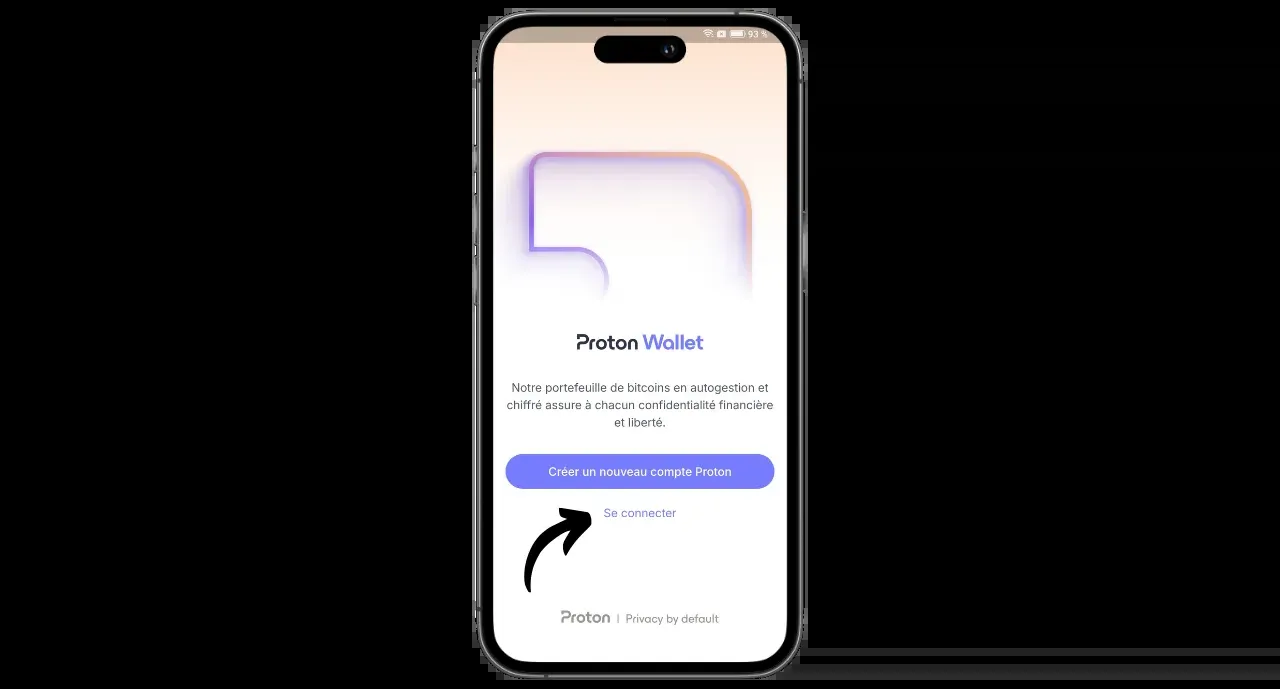 93 %
Proton Wallet
Notre portefeuille de bitcoins en autogestion et
chiffré assure à chacun confidentialité financière
et liberté.
Créer un nouveau compte Proton
Se connecter
Proton | Privacy by default